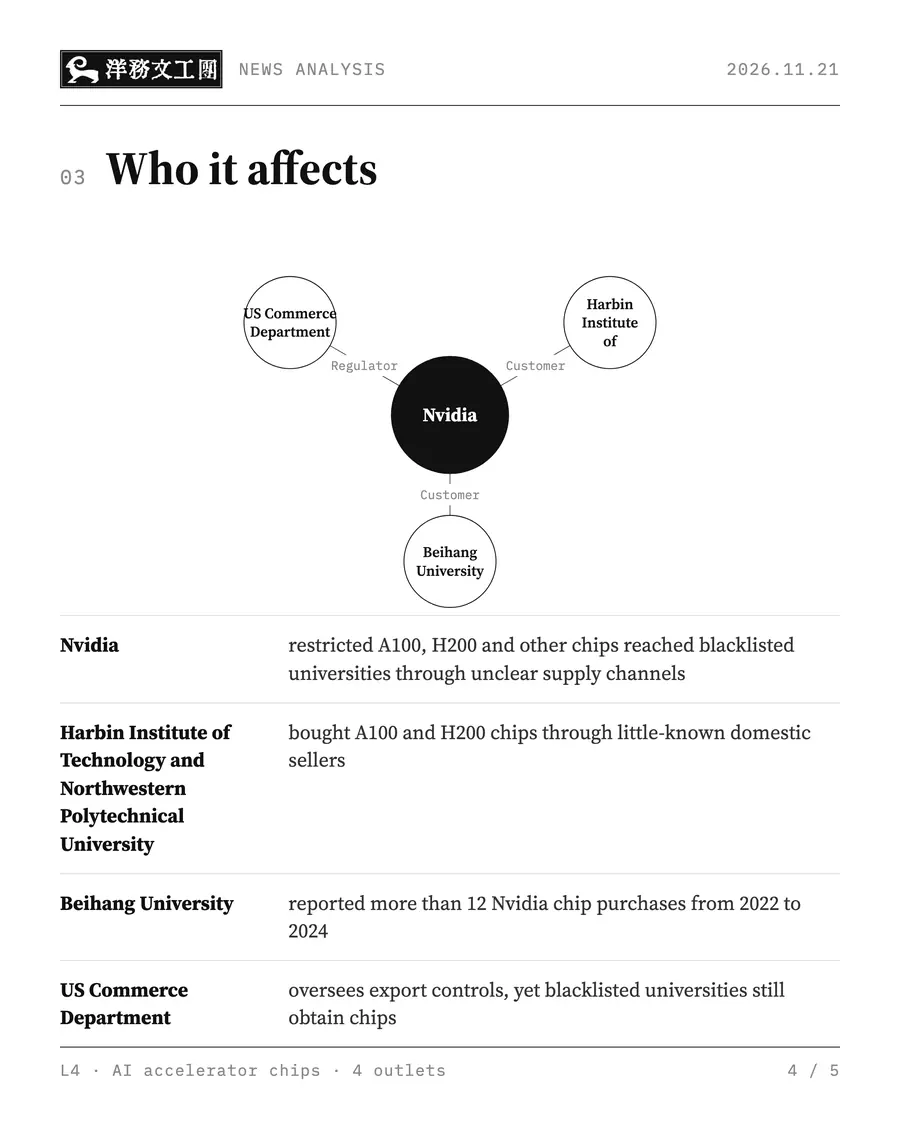 洋務文工團 NEWS ANALYSIS 2026.11.21
03 Who it affects
US Commerce
Department
Harbin
Institute
of
Regulator
Customer
Nvidia
Customer
Beihang
University
Nvidia
restricted A100, H200 and other chips reached blacklisted
universities through unclear supply channels
Harbin Institute of
Technology and
Northwestern
Polytechnical
University
bought A100 and H200 chips through little-known domestic
sellers
Beihang University
reported more than 12 Nvidia chip purchases from 2022 to
2024
US Commerce
Department
oversees export controls, yet blacklisted universities still
obtain chips
L4 · AI accelerator chips · 4 outlets 4 / 5